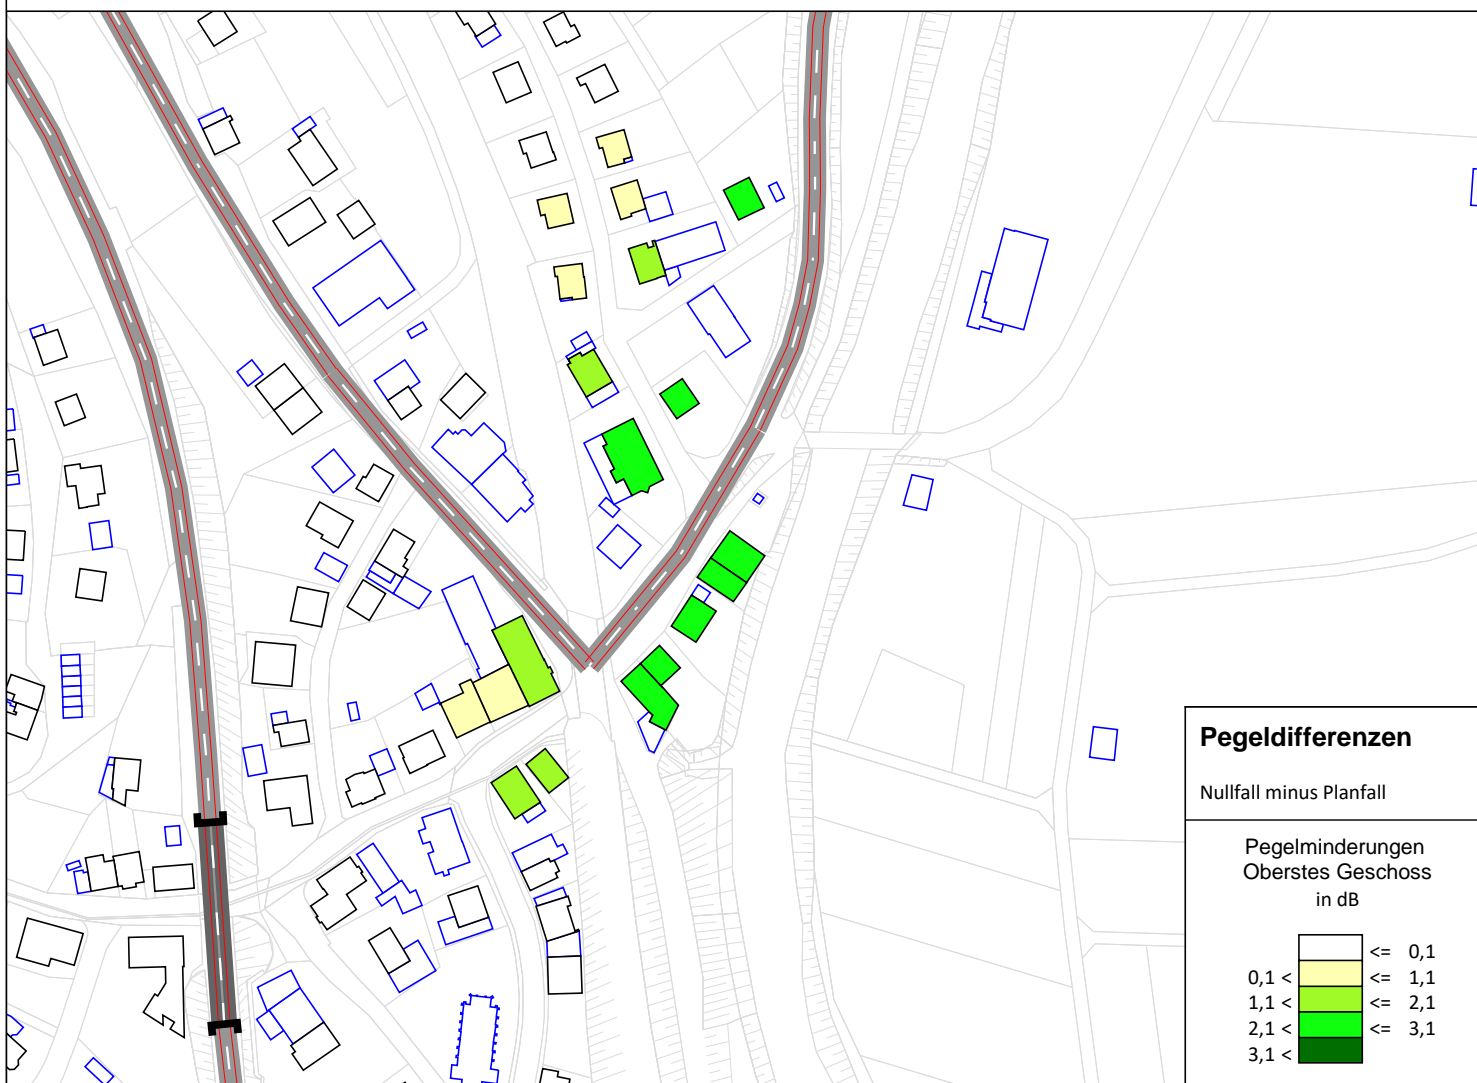 Pegeldifferenzen
Nullfall minus Planfall
Pegelminderungen
Oberstes Geschoss
in dB
<= 0,1
0,1 < <= 1,1
1,1 < <= 2,1
2,1 < <= 3,1
3,1 <